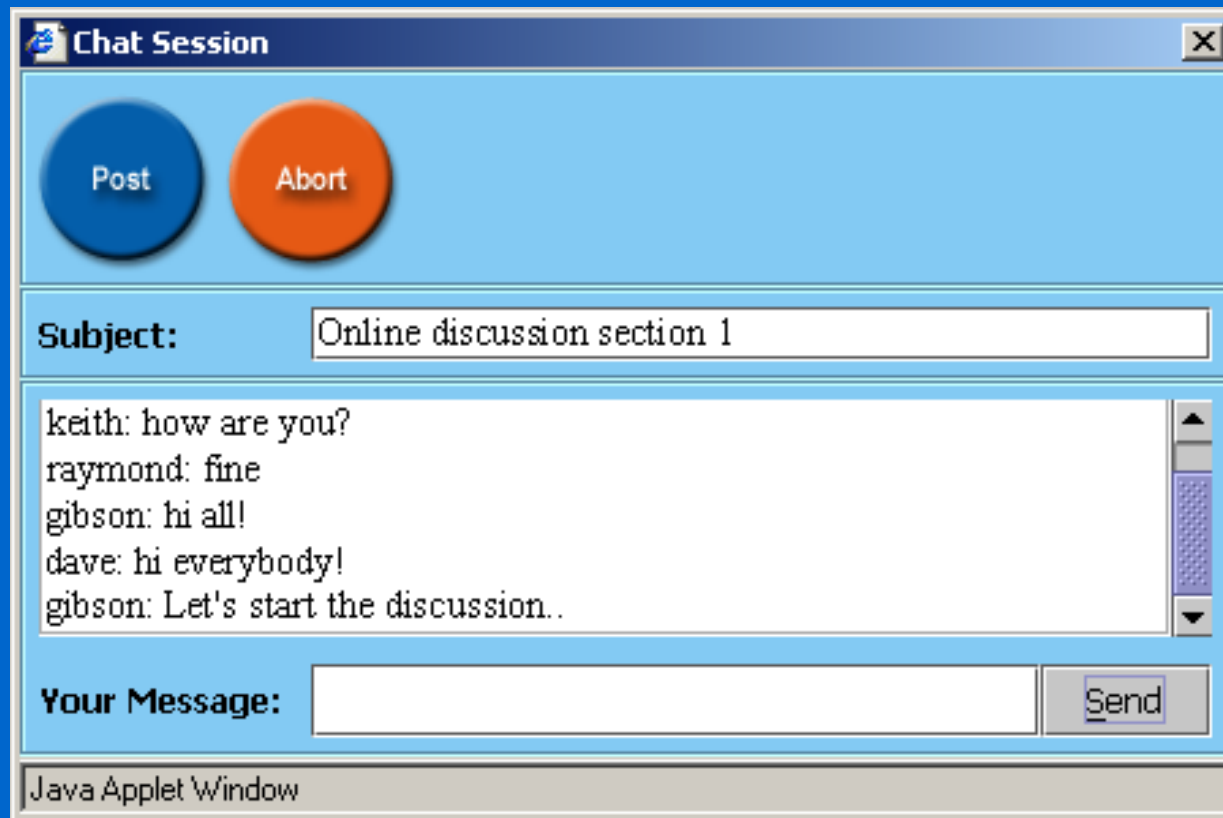 Chat Session
Post Abort
Subject: Online discussion section 1
keith: how are you?
raymond: fine
gibson: hi all!
dave: hi everybody!
gibson: Let's start the discussion..
Your Message: Send
Java Applet Window